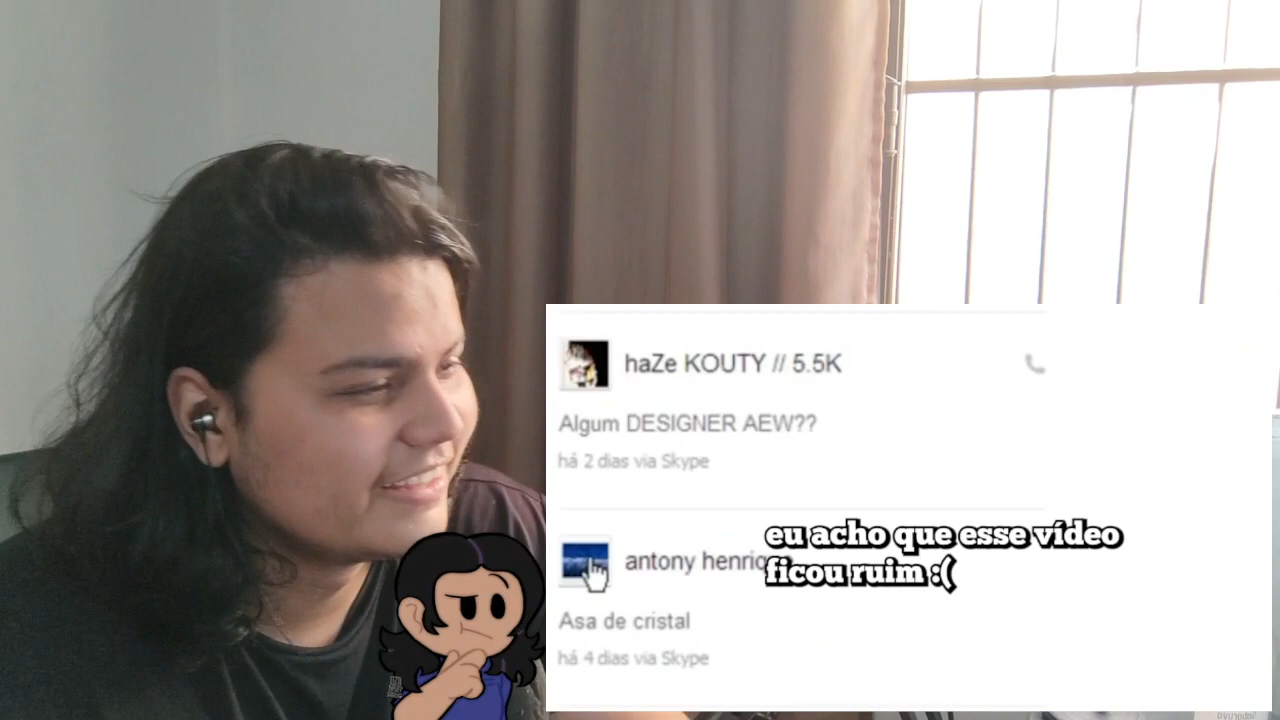 haZe KOUTY // 5.5K
Algum DESIGNER AEW??
há 2 dias via Skype
eu acho que esse vídeo
ficou ruim :(
antony
Asa de cristal
há 4 dias via Skype